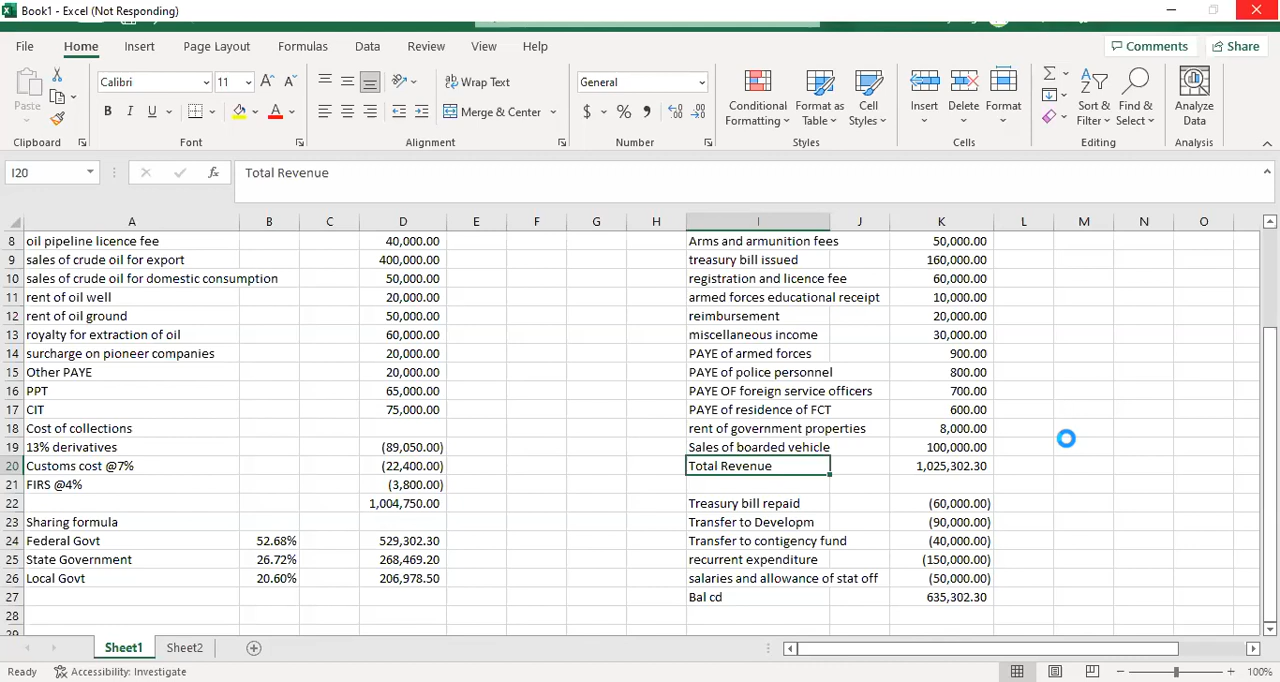 Book1 - Excel (Not Responding)
File Home Insert Page Layout Formulas Data Review View Help Comments Share
Calibri 11 Wrap Text General
Paste Merge & Center $ % Conditional Formatting Format as Table Cell Styles Insert Delete Format Sort & Filter Find & Select Analyze Data
Clipboard Font Alignment Number Styles Cells Editing Analysis
I20 fx Total Revenue
A B C D E F G H I J K L M N O
8 oil pipeline licence fee 40,000.00 Arms and armunition fees 50,000.00
9 sales of crude oil for export 400,000.00 treasury bill issued 160,000.00
10 sales of crude oil for domestic consumption 50,000.00 registration and licence fee 60,000.00
11 rent of oil well 20,000.00 armed forces educational receipt 10,000.00
12 rent of oil ground 50,000.00 reimbursement 20,000.00
13 royalty for extraction of oil 60,000.00 miscellaneous income 30,000.00
14 surcharge on pioneer companies 20,000.00 PAYE of armed forces 900.00
15 Other PAYE 20,000.00 PAYE of police personnel 800.00
16 PPT 65,000.00 PAYE OF foreign service officers 700.00
17 CIT 75,000.00 PAYE of residence of FCT 600.00
18 Cost of collections rent of government properties 8,000.00
19 13% derivatives (89,050.00) Sales of boarded vehicle 100,000.00
20 Customs cost @7% (22,400.00) Total Revenue 1,025,302.30
21 FIRS @4% (3,800.00)
22 1,004,750.00 Treasury bill repaid (60,000.00)
23 Sharing formula Transfer to Developm (90,000.00)
24 Federal Govt 52.68% 529,302.30 Transfer to contigency fund (40,000.00)
25 State Government 26.72% 268,469.20 recurrent expenditure (150,000.00)
26 Local Govt 20.60% 206,978.50 salaries and allowance of stat off (50,000.00)
27 Bal cd 635,302.30
28
29
Sheet1 Sheet2
Ready Accessibility: Investigate 100%